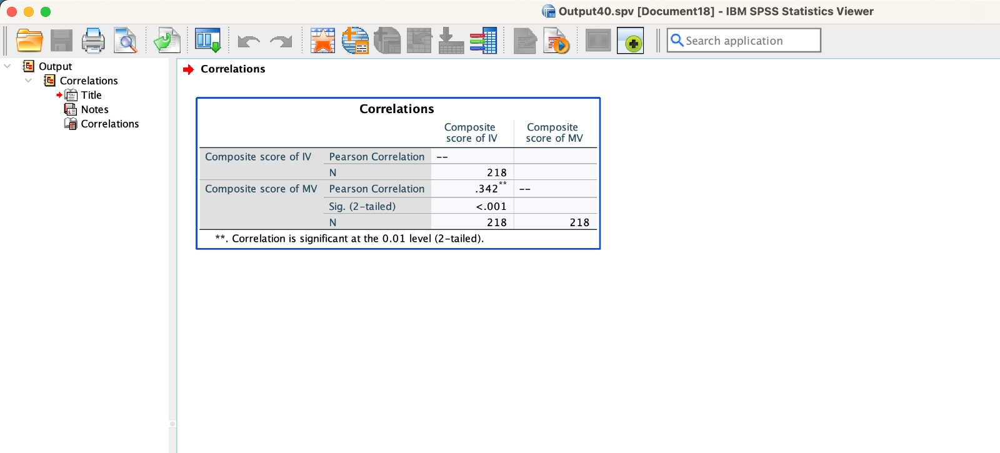 Output40.spv [Document18] - IBM SPSS Statistics Viewer
Search application
Output
Correlations
Title
Notes
Correlations
Correlations
Correlations
Composite score of IV
Composite score of MV
Composite score of IV Pearson Correlation --
N 218
Composite score of MV Pearson Correlation .342** --
Sig. (2-tailed) <.001
N 218 218
**. Correlation is significant at the 0.01 level (2-tailed).